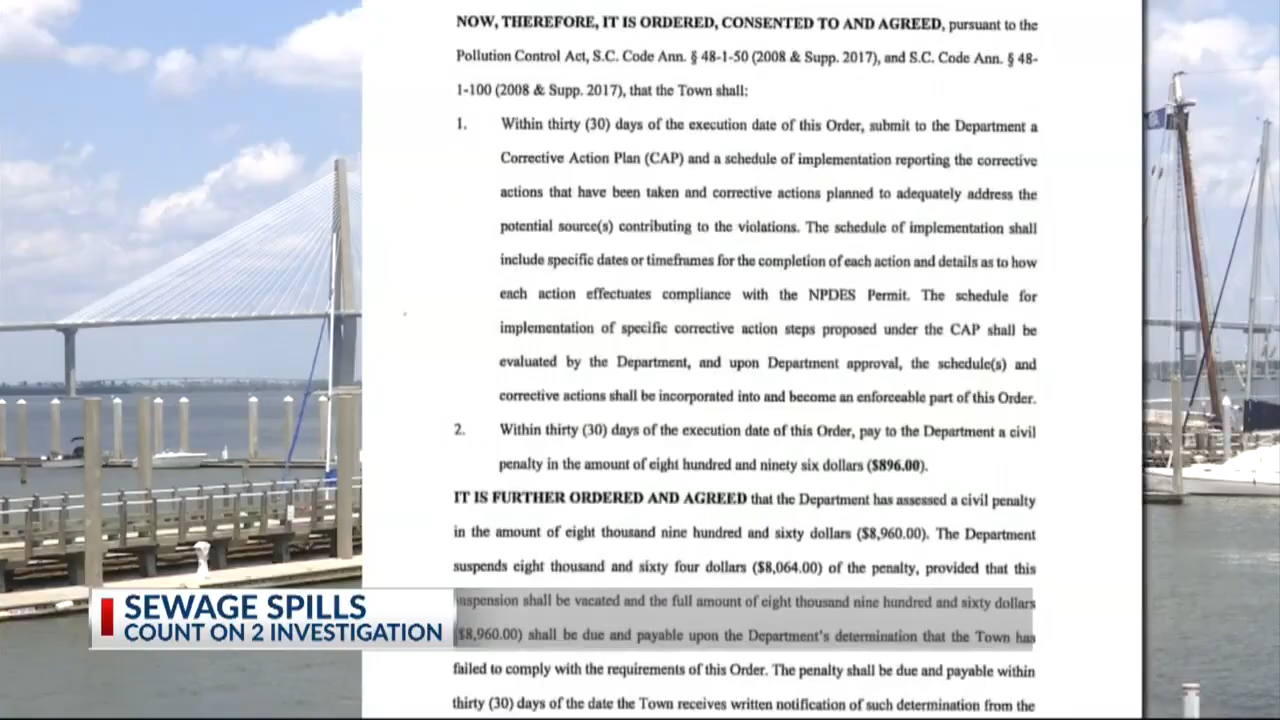 NOW, THEREFORE, IT IS ORDERED, CONSENTED TO AND AGREED, pursuant to the
Pollution Control Act, S.C. Code Ann. § 48-1-50 (2008 & Supp. 2017), and S.C. Code Ann. § 48-
1-100 (2008 & Supp. 2017), that the Town shall:
1. Within thirty (30) days of the execution date of this Order, submit to the Department a
Corrective Action Plan (CAP) and a schedule of implementation reporting the corrective
actions that have been taken and corrective actions planned to adequately address the
potential source(s) contributing to the violations. The schedule of implementation shall
include specific dates or timeframes for the completion of each action and details as to how
each action effectuates compliance with the NPDES Permit. The schedule for
implementation of specific corrective action steps proposed under the CAP shall be
evaluated by the Department, and upon Department approval, the schedule(s) and
corrective actions shall be incorporated into and become an enforceable part of this Order.
2. Within thirty (30) days of the execution date of this Order, pay to the Department a civil
penalty in the amount of eight hundred and ninety six dollars ($896.00).
IT IS FURTHER ORDERED AND AGREED that the Department has assessed a civil penalty
in the amount of eight thousand nine hundred and sixty dollars ($8,960.00). The Department
suspends eight thousand and sixty four dollars ($8,064.00) of the penalty, provided that this
uspension shall be vacated and the full amount of eight thousand nine hundred and sixty dollars
($8,960.00) shall be due and payable upon the Department's determination that the Town has
failed to comply with the requirements of this Order. The penalty shall be due and payable within
thirty (30) days of the date the Town receives written notification of such determination from the
SEWAGE SPILLS
COUNT ON 2 INVESTIGATION